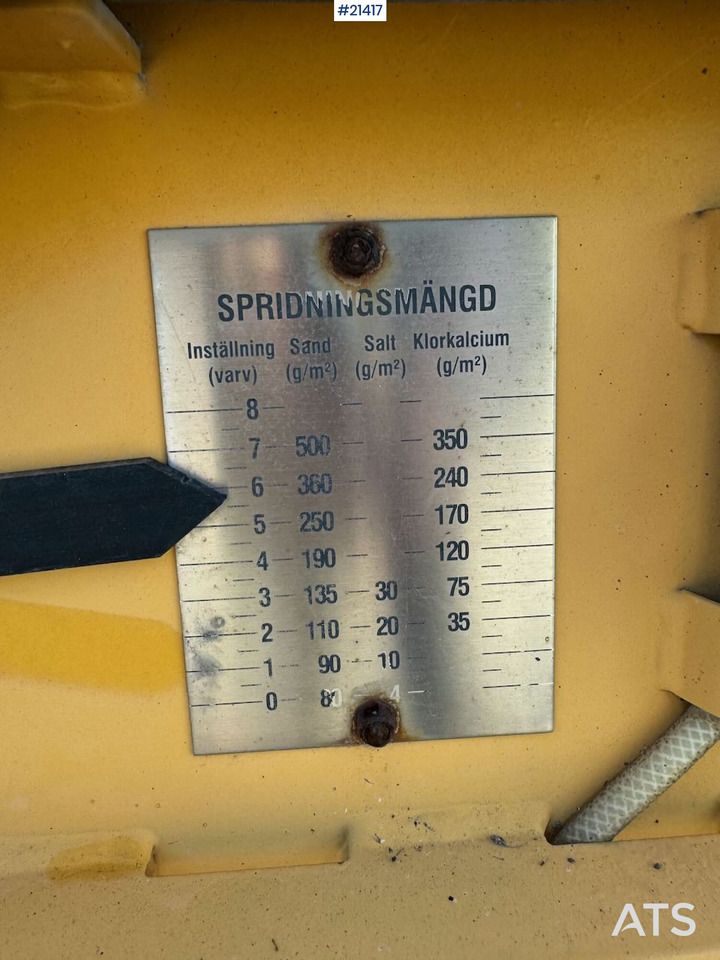 #21417
SPRIDNINGSMÄNGD
Inställning Sand Salt Klorkalcium
(varv) (g/m²) (g/m²) (g/m²)
8
7 500 350
6 360 240
5 250 170
4 190 120
3 135 30 75
2 110 20 35
1 90 10
0 80 4
ATS